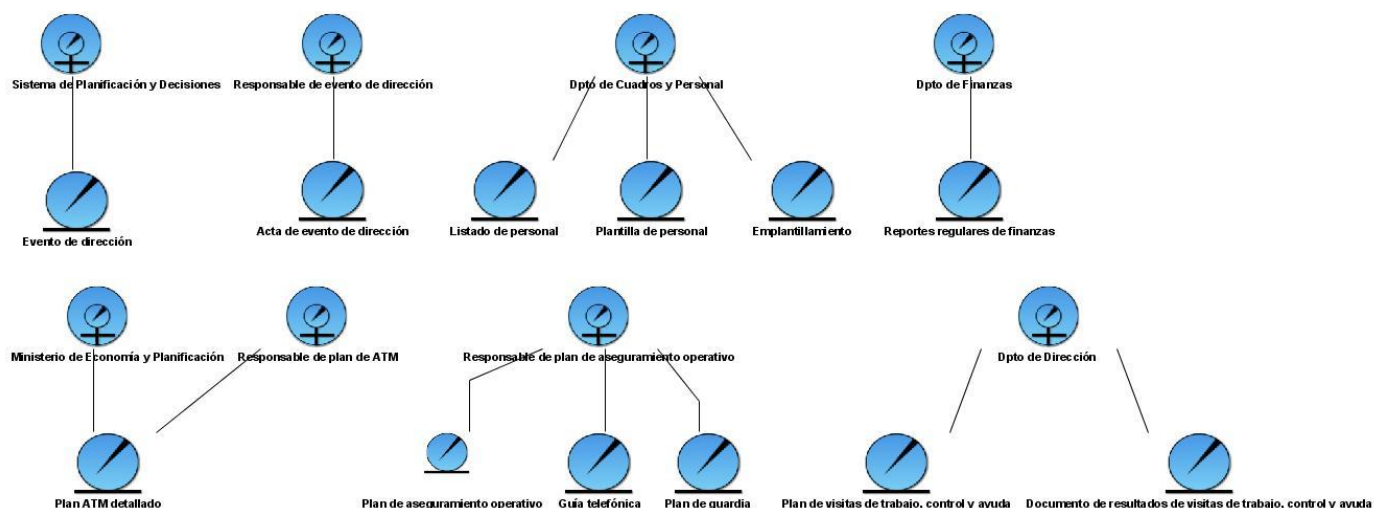 Sistema de Planificación y Decisiones
Responsable de evento de dirección
Dpto de Cuadros y Personal
Dpto de Finanzas
Evento de dirección
Acta de evento de dirección
Listado de personal
Plantilla de personal
Emplantillamiento
Reportes regulares de finanzas
Ministerio de Economía y Planificación
Responsable de plan de ATM
Responsable de plan de aseguramiento operativo
Dpto de Dirección
Plan ATM detallado
Plan de aseguramiento operativo
Guía telefónica
Plan de guardia
Plan de visitas de trabajo, control y ayuda
Documento de resultados de visitas de trabajo, control y ayuda